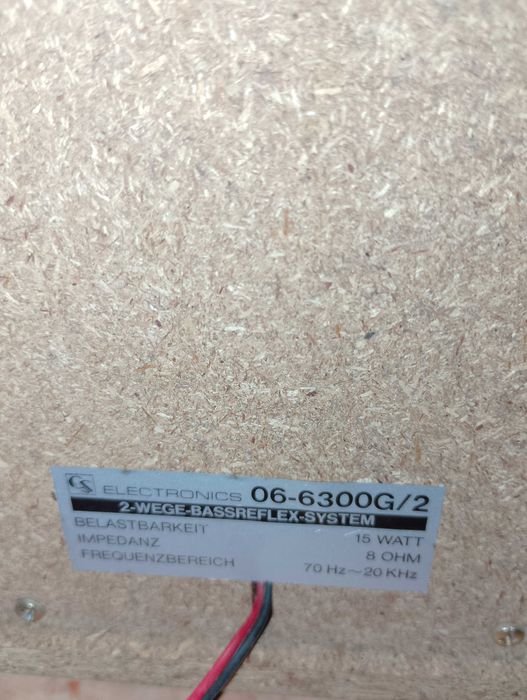 CS ELECTRONICS 06-6300G/2
2-WEGE-BASSREFLEX-SYSTEM
BELASTBARKEIT 15 WATT
IMPEDANZ 8 OHM
FREQUENZBEREICH 70 Hz~20 KHz